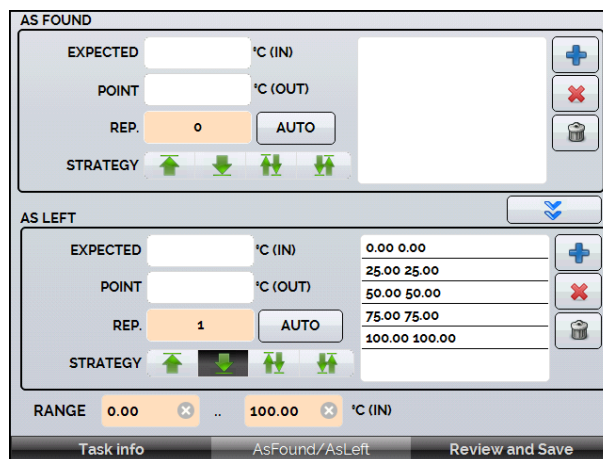 AS FOUND
EXPECTED °C (IN)
POINT °C (OUT)
REP. 0 AUTO
STRATEGY
AS LEFT
EXPECTED °C (IN)
POINT °C (OUT)
REP. 1 AUTO
STRATEGY
0.00 0.00
25.00 25.00
50.00 50.00
75.00 75.00
100.00 100.00
RANGE 0.00 .. 100.00 °C (IN)
Task info AsFound/AsLeft Review and Save